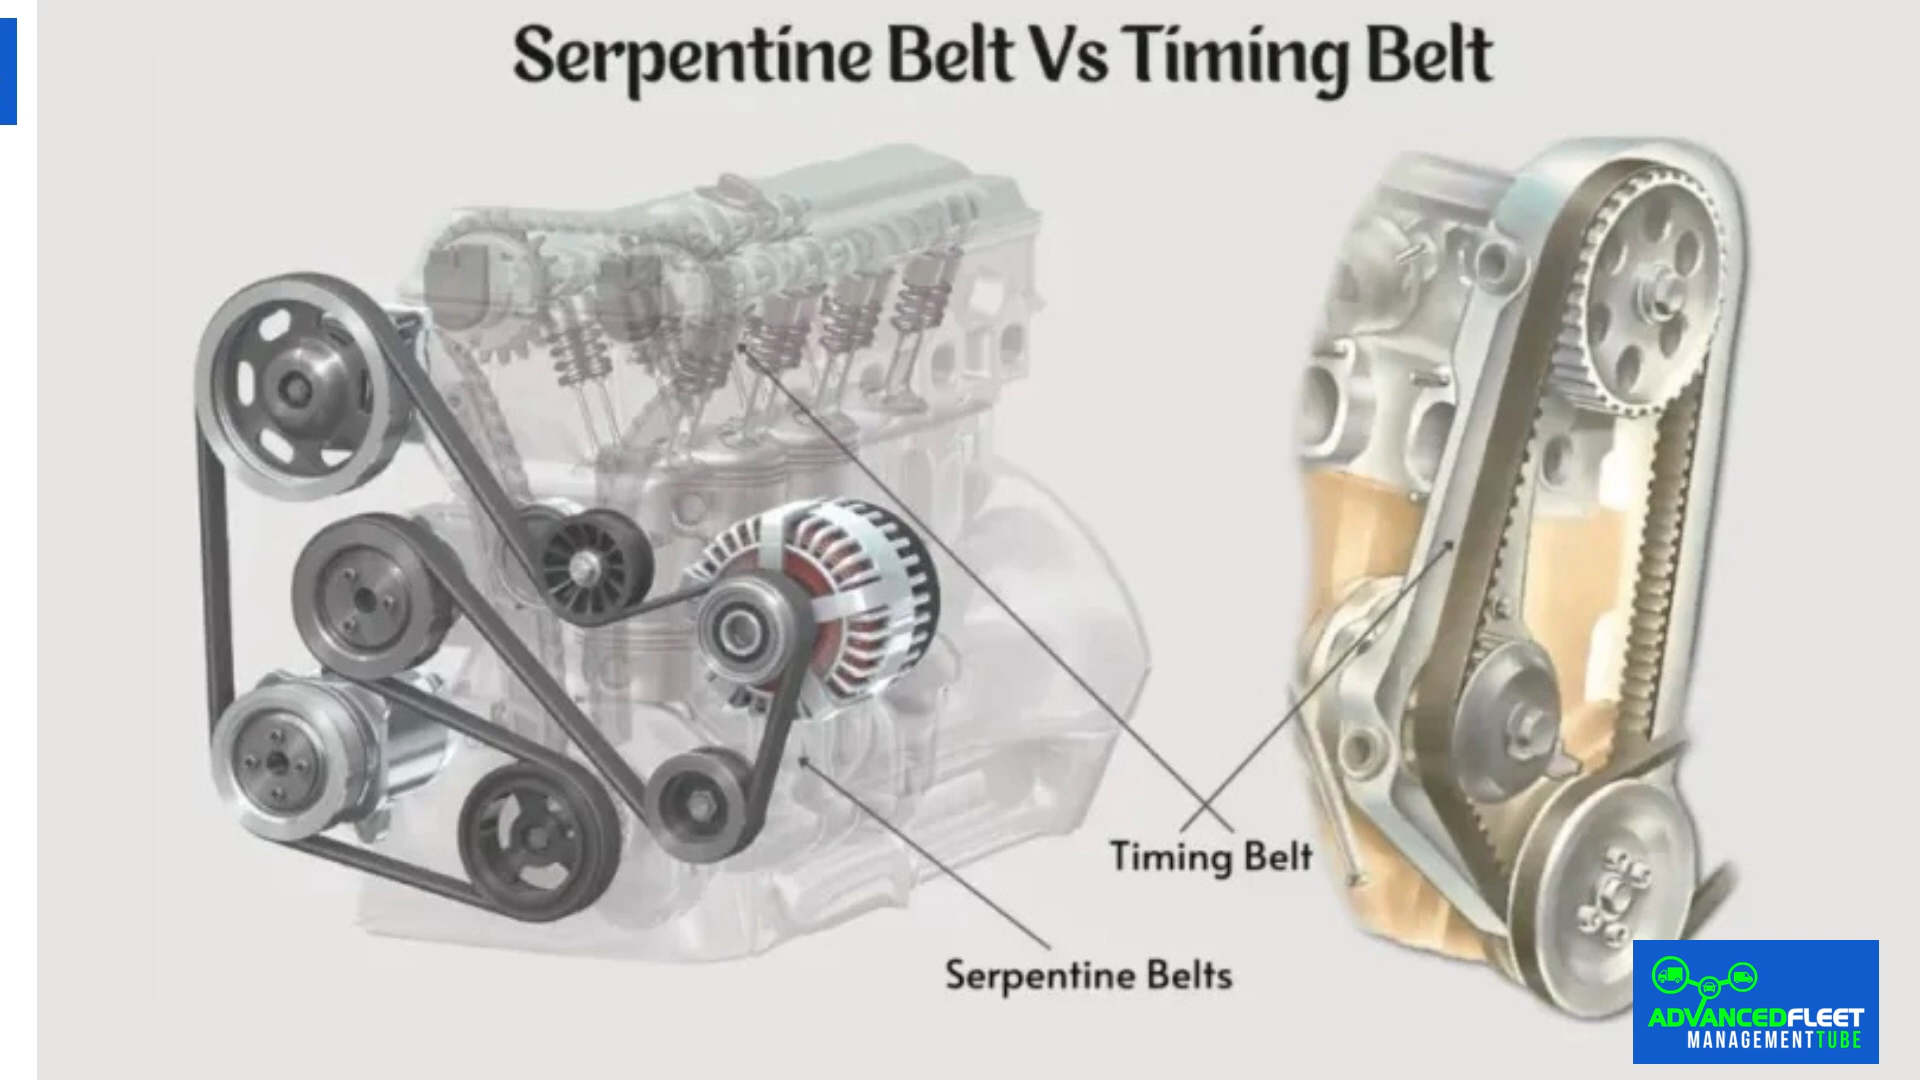 Serpentine Belt Vs Timing Belt
Timing Belt
Serpentine Belts
ADVANCEDFLEET
MANAGEMENTTUBE